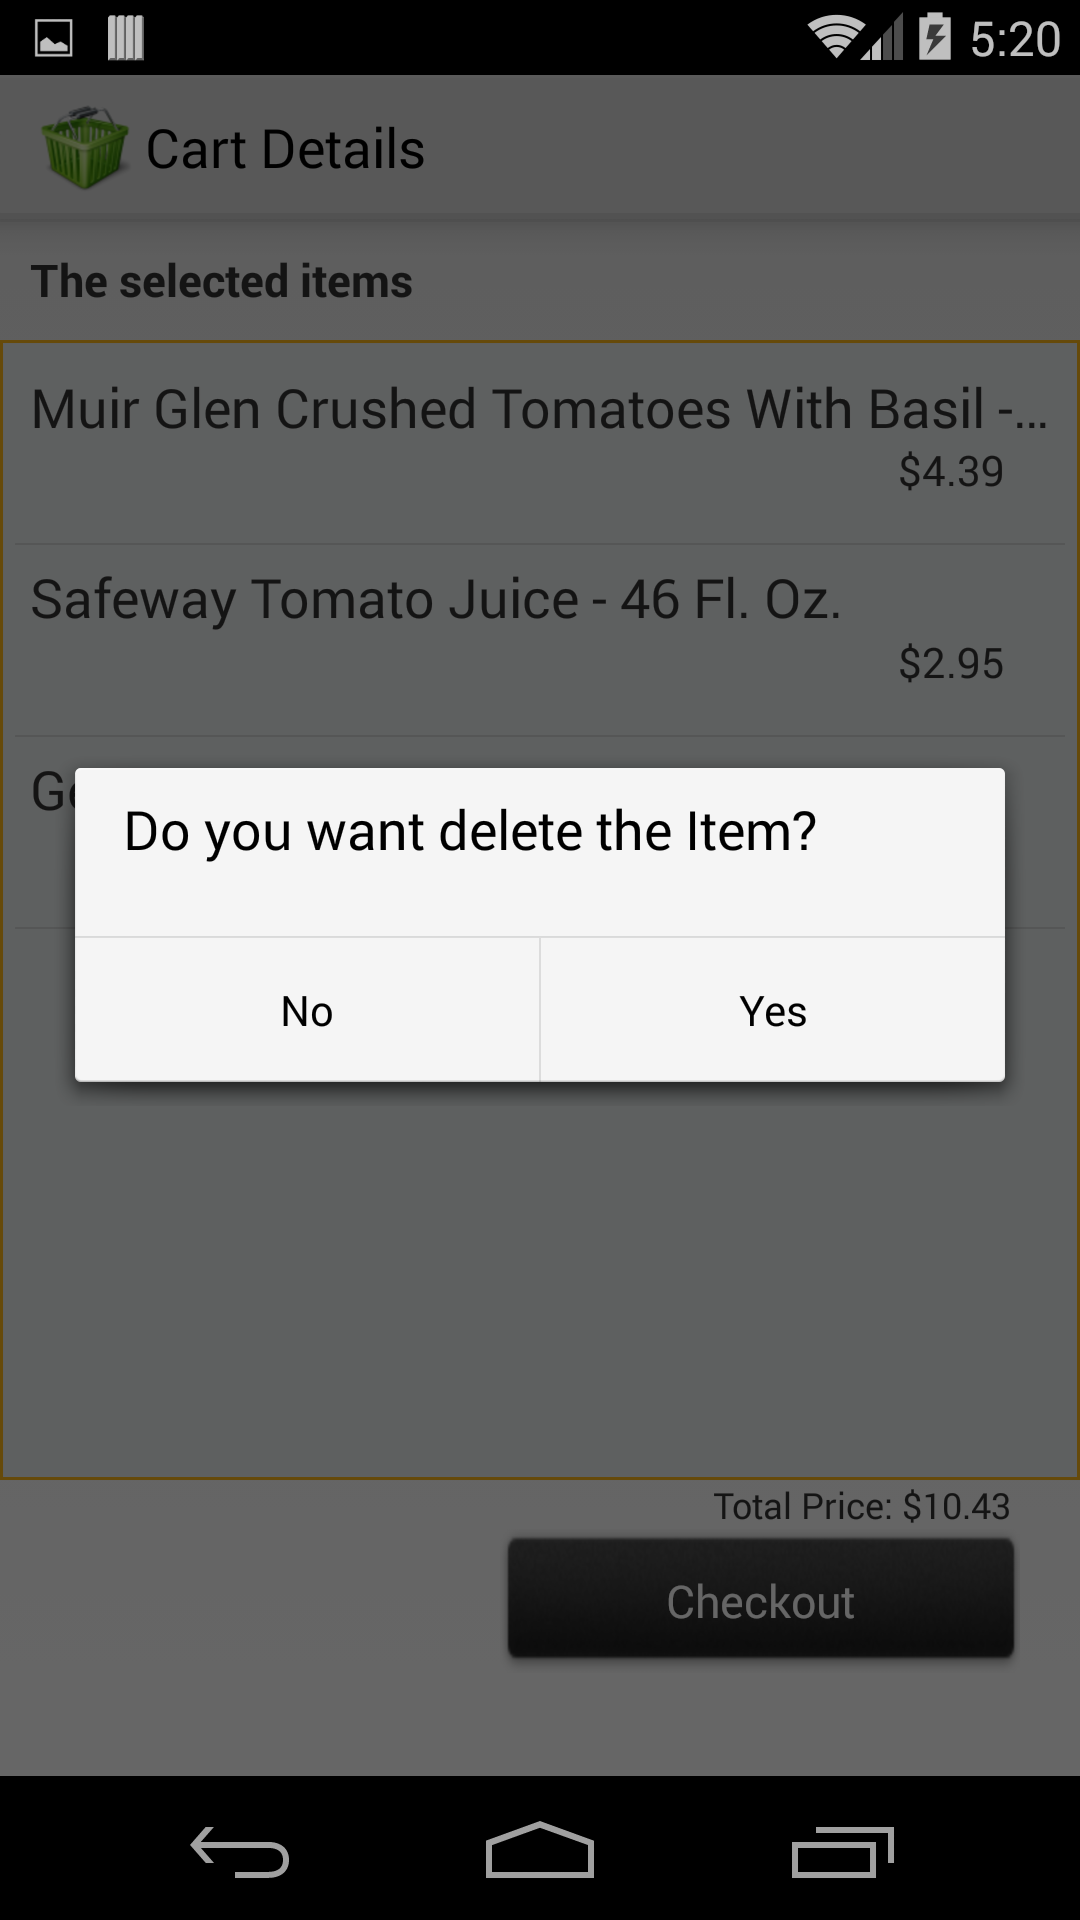 5:20
Cart Details
The selected items
Muir Glen Crushed Tomatoes With Basil -...
$4.39
Safeway Tomato Juice - 46 Fl. Oz.
$2.95
Do you want delete the Item?
No
Yes
Total Price: $10.43
Checkout